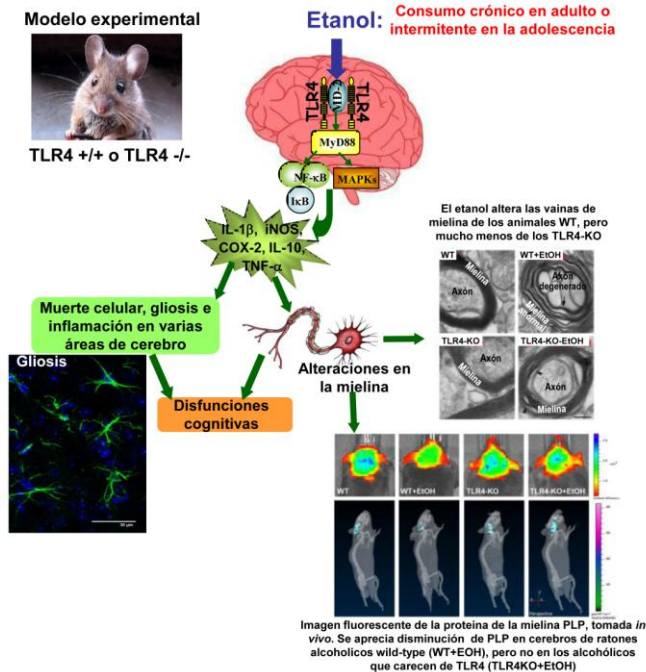 Modelo experimental
TLR4 +/+ o TLR4 -/-
Etanol:
Consumo crónico en adulto o
intermitente en la adolescencia
TLR4
MD-2
TLR4
MyD88
NF-κB
MAPKs
IκB
IL-1β, iNOS,
COX-2, IL-10,
TNF-α
Muerte celular, gliosis e
inflamación en varias
áreas de cerebro
Gliosis
Disfunciones
cognitivas
Alteraciones en
la mielina
El etanol altera las vainas de
mielina de los animales WT, pero
mucho menos de los TLR4-KO
WT
Mielina
Axón
WT+EtOH
Axón
degenerado
Mielina
anormal
TLR4-KO
Axón
Mielina
TLR4-KO-EtOH
Axón
Mielina
WT
WT+EtOH
TLR4-KO
TLR4-KO+EtOH
Imagen fluorescente de la proteina de la mielina PLP, tomada in
vivo. Se aprecia disminución de PLP en cerebros de ratones
alcoholicos wild-type (WT+EOH), pero no en los alcohólicos
que carecen de TLR4 (TLR4KO+EtOH)